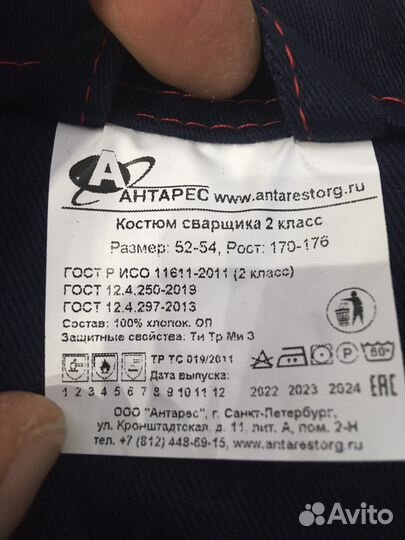 АНТАРЕС www.antarestorg.ru
Костюм сварщика 2 класс
Размер: 52-54, Рост: 170-176
ГОСТ Р ИСО 11611-2011 (2 класс)
ГОСТ 12.4.250-2019
ГОСТ 12.4.297-2013
Состав: 100% хлопок. ОП
Защитные свойства: Ти Тр Ми З
ТР ТС 019/2011
Дата выпуска:
P 60°
1 2 3 4 5 6 7 8 9 10 11 12 2022 2023 2024 EAC
ООО "Антарес", г. Санкт-Петербург,
ул. Кронштадтская д. 11, лит. А, пом. 2-Н
тел. +7 (812) 448-69-15, www.antarestorg.ru
Avito